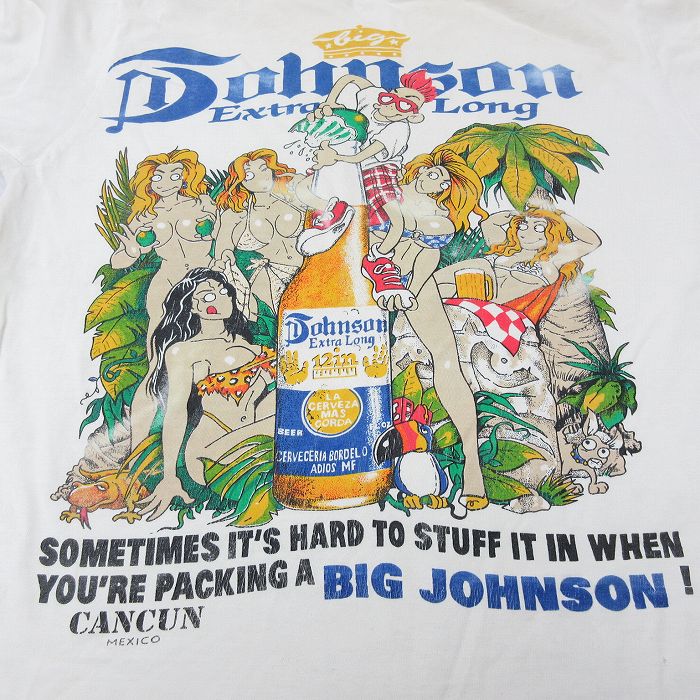 big
Johnson
Extra Long
Johnson
Extra Long
12in
LA
CERVEZA
MAS
GORDA
BEER
OZ
CERVECERIA BORDELO
ADIOS MF
SOMETIMES IT'S HARD TO STUFF IT IN WHEN
YOU'RE PACKING A BIG JOHNSON!
CANCUN
MEXICO